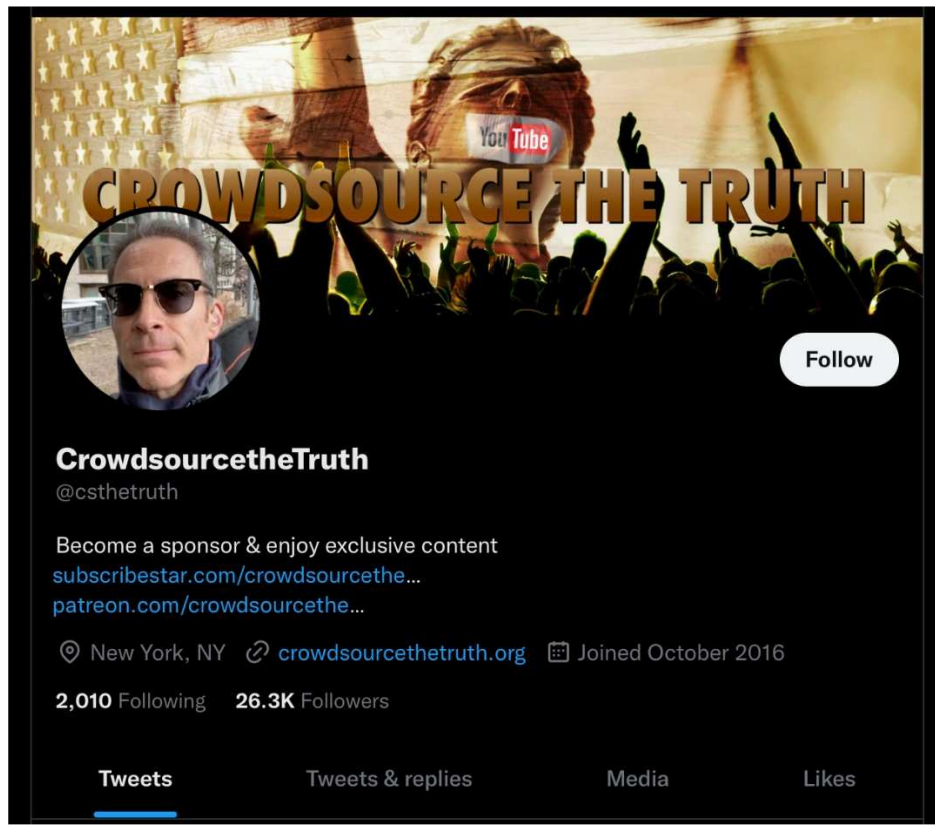 YouTube
CROWDSOURCE THE TRUTH
Follow
CrowdsourcetheTruth
@csthetruth
Become a sponsor & enjoy exclusive content
subscribestar.com/crowdsourcethe…
patreon.com/crowdsourcethe…
New York, NY crowdsourcethetruth.org Joined October 2016
2,010 Following 26.3K Followers
Tweets Tweets & replies Media Likes